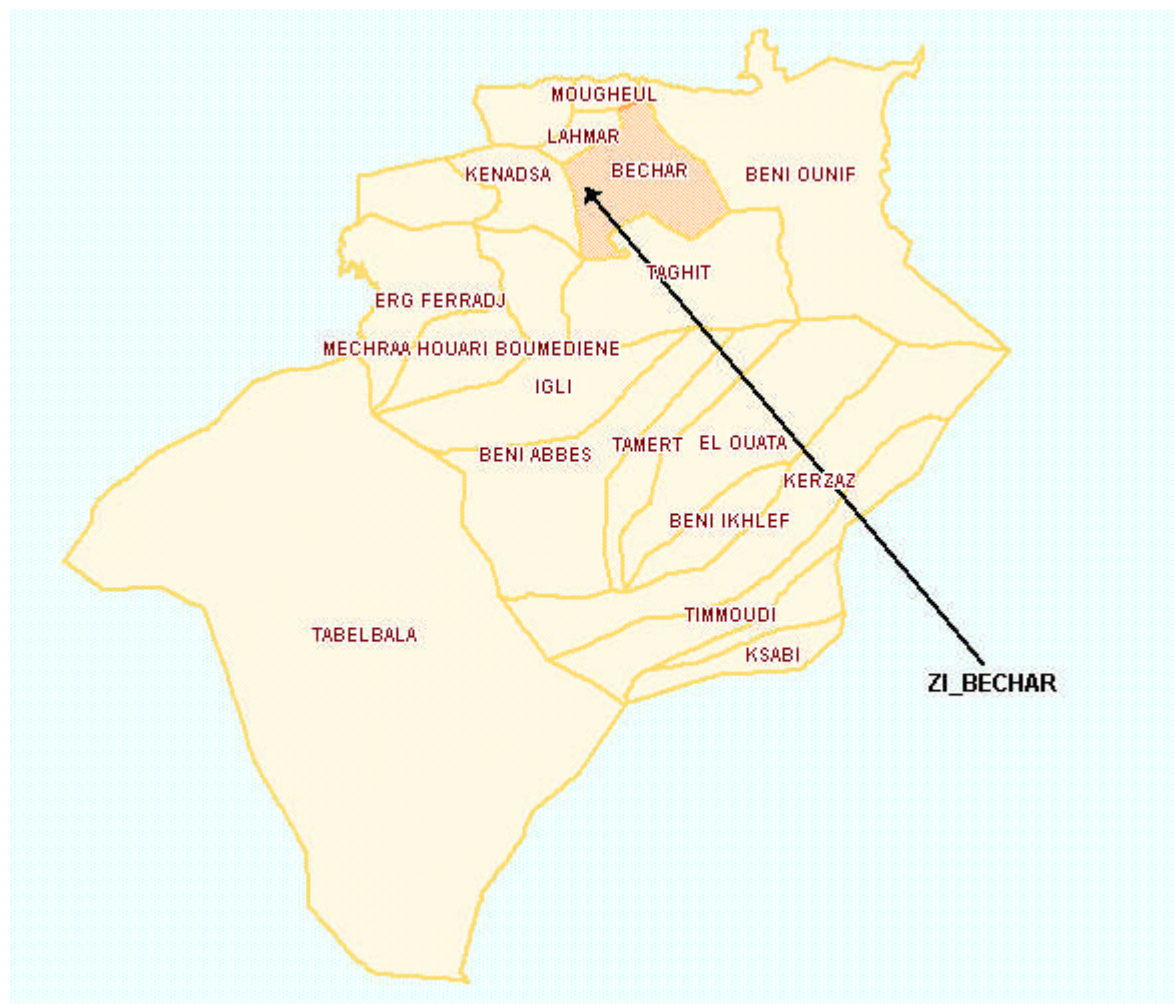 MOUGHEUL
LAHMAR
KENADSA
BECHAR
BENI OUNIF
TAGHIT
ERG FERRADJ
MECHRAA HOUARI BOUMEDIENE
IGLI
BENI ABBES
TAMERT
EL OUATA
KERZAZ
BENI IKHLEF
TIMMOUDI
TABELBALA
KSABI
ZI_BECHAR